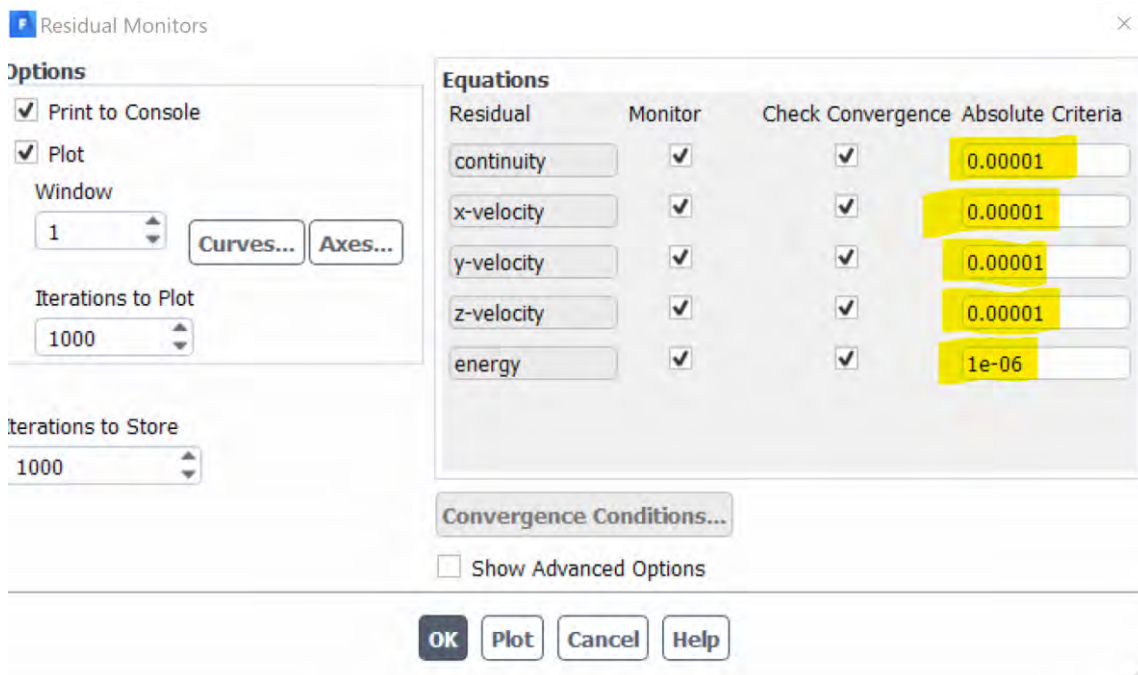 Residual Monitors
Options
Print to Console
Plot
Window
1
Curves...
Axes...
Iterations to Plot
1000
Iterations to Store
1000
Equations
Residual Monitor Check Convergence Absolute Criteria
continuity 0.00001
x-velocity 0.00001
y-velocity 0.00001
z-velocity 0.00001
energy 1e-06
Convergence Conditions...
Show Advanced Options
OK Plot Cancel Help